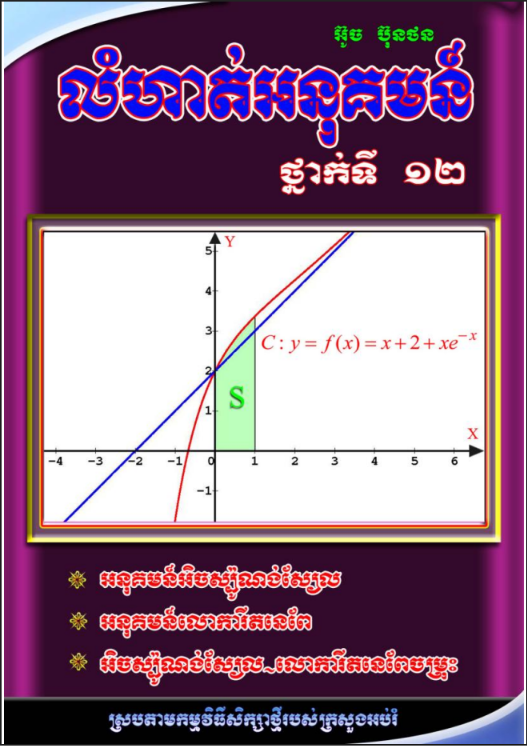 អ៊ូច ប៊ុនថន
លំហាត់អនុគមន៍
ថ្នាក់ទី ១២
Y
5
4
3
2
1
C : y = f(x) = x + 2 + xe⁻ˣ
S
X
-4 -3 -2 -1 0 1 2 3 4 5 6
-1
អនុគមន៍អិចស្ប៉ូណង់ស្យែល
អនុគមន៍លោការីតនេពែ
អិចស្ប៉ូណង់ស្យែល~លោការីតនេពែចម្រុះ
ស្របតាមកម្មវិធីសិក្សាថ្មីរបស់ក្រសួងអប់រំ